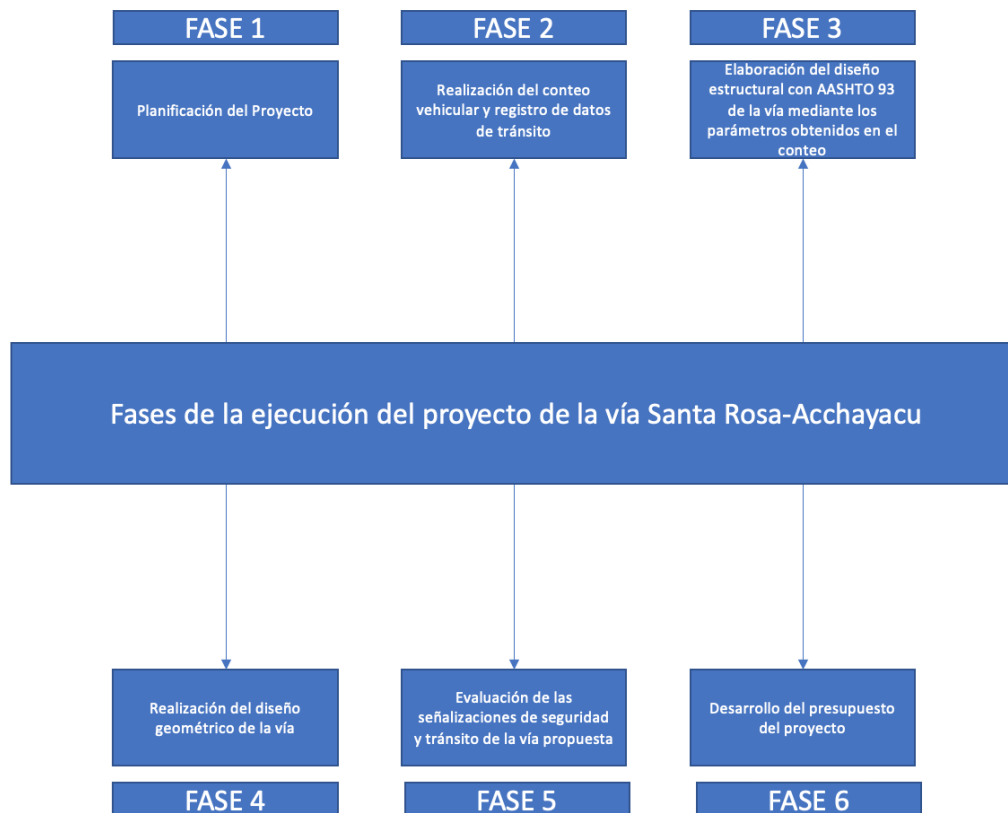 FASE 1
FASE 2
FASE 3
Planificación del Proyecto
Realización del conteo
vehicular y registro de datos
de tránsito
Elaboración del diseño
estructural con AASHTO 93
de la vía mediante los
parámetros obtenidos en el
conteo
Fases de la ejecución del proyecto de la vía Santa Rosa-Acchayacu
Realización del diseño
geométrico de la vía
Evaluación de las
señalizaciones de seguridad
y tránsito de la vía propuesta
Desarrollo del presupuesto
del proyecto
FASE 4
FASE 5
FASE 6